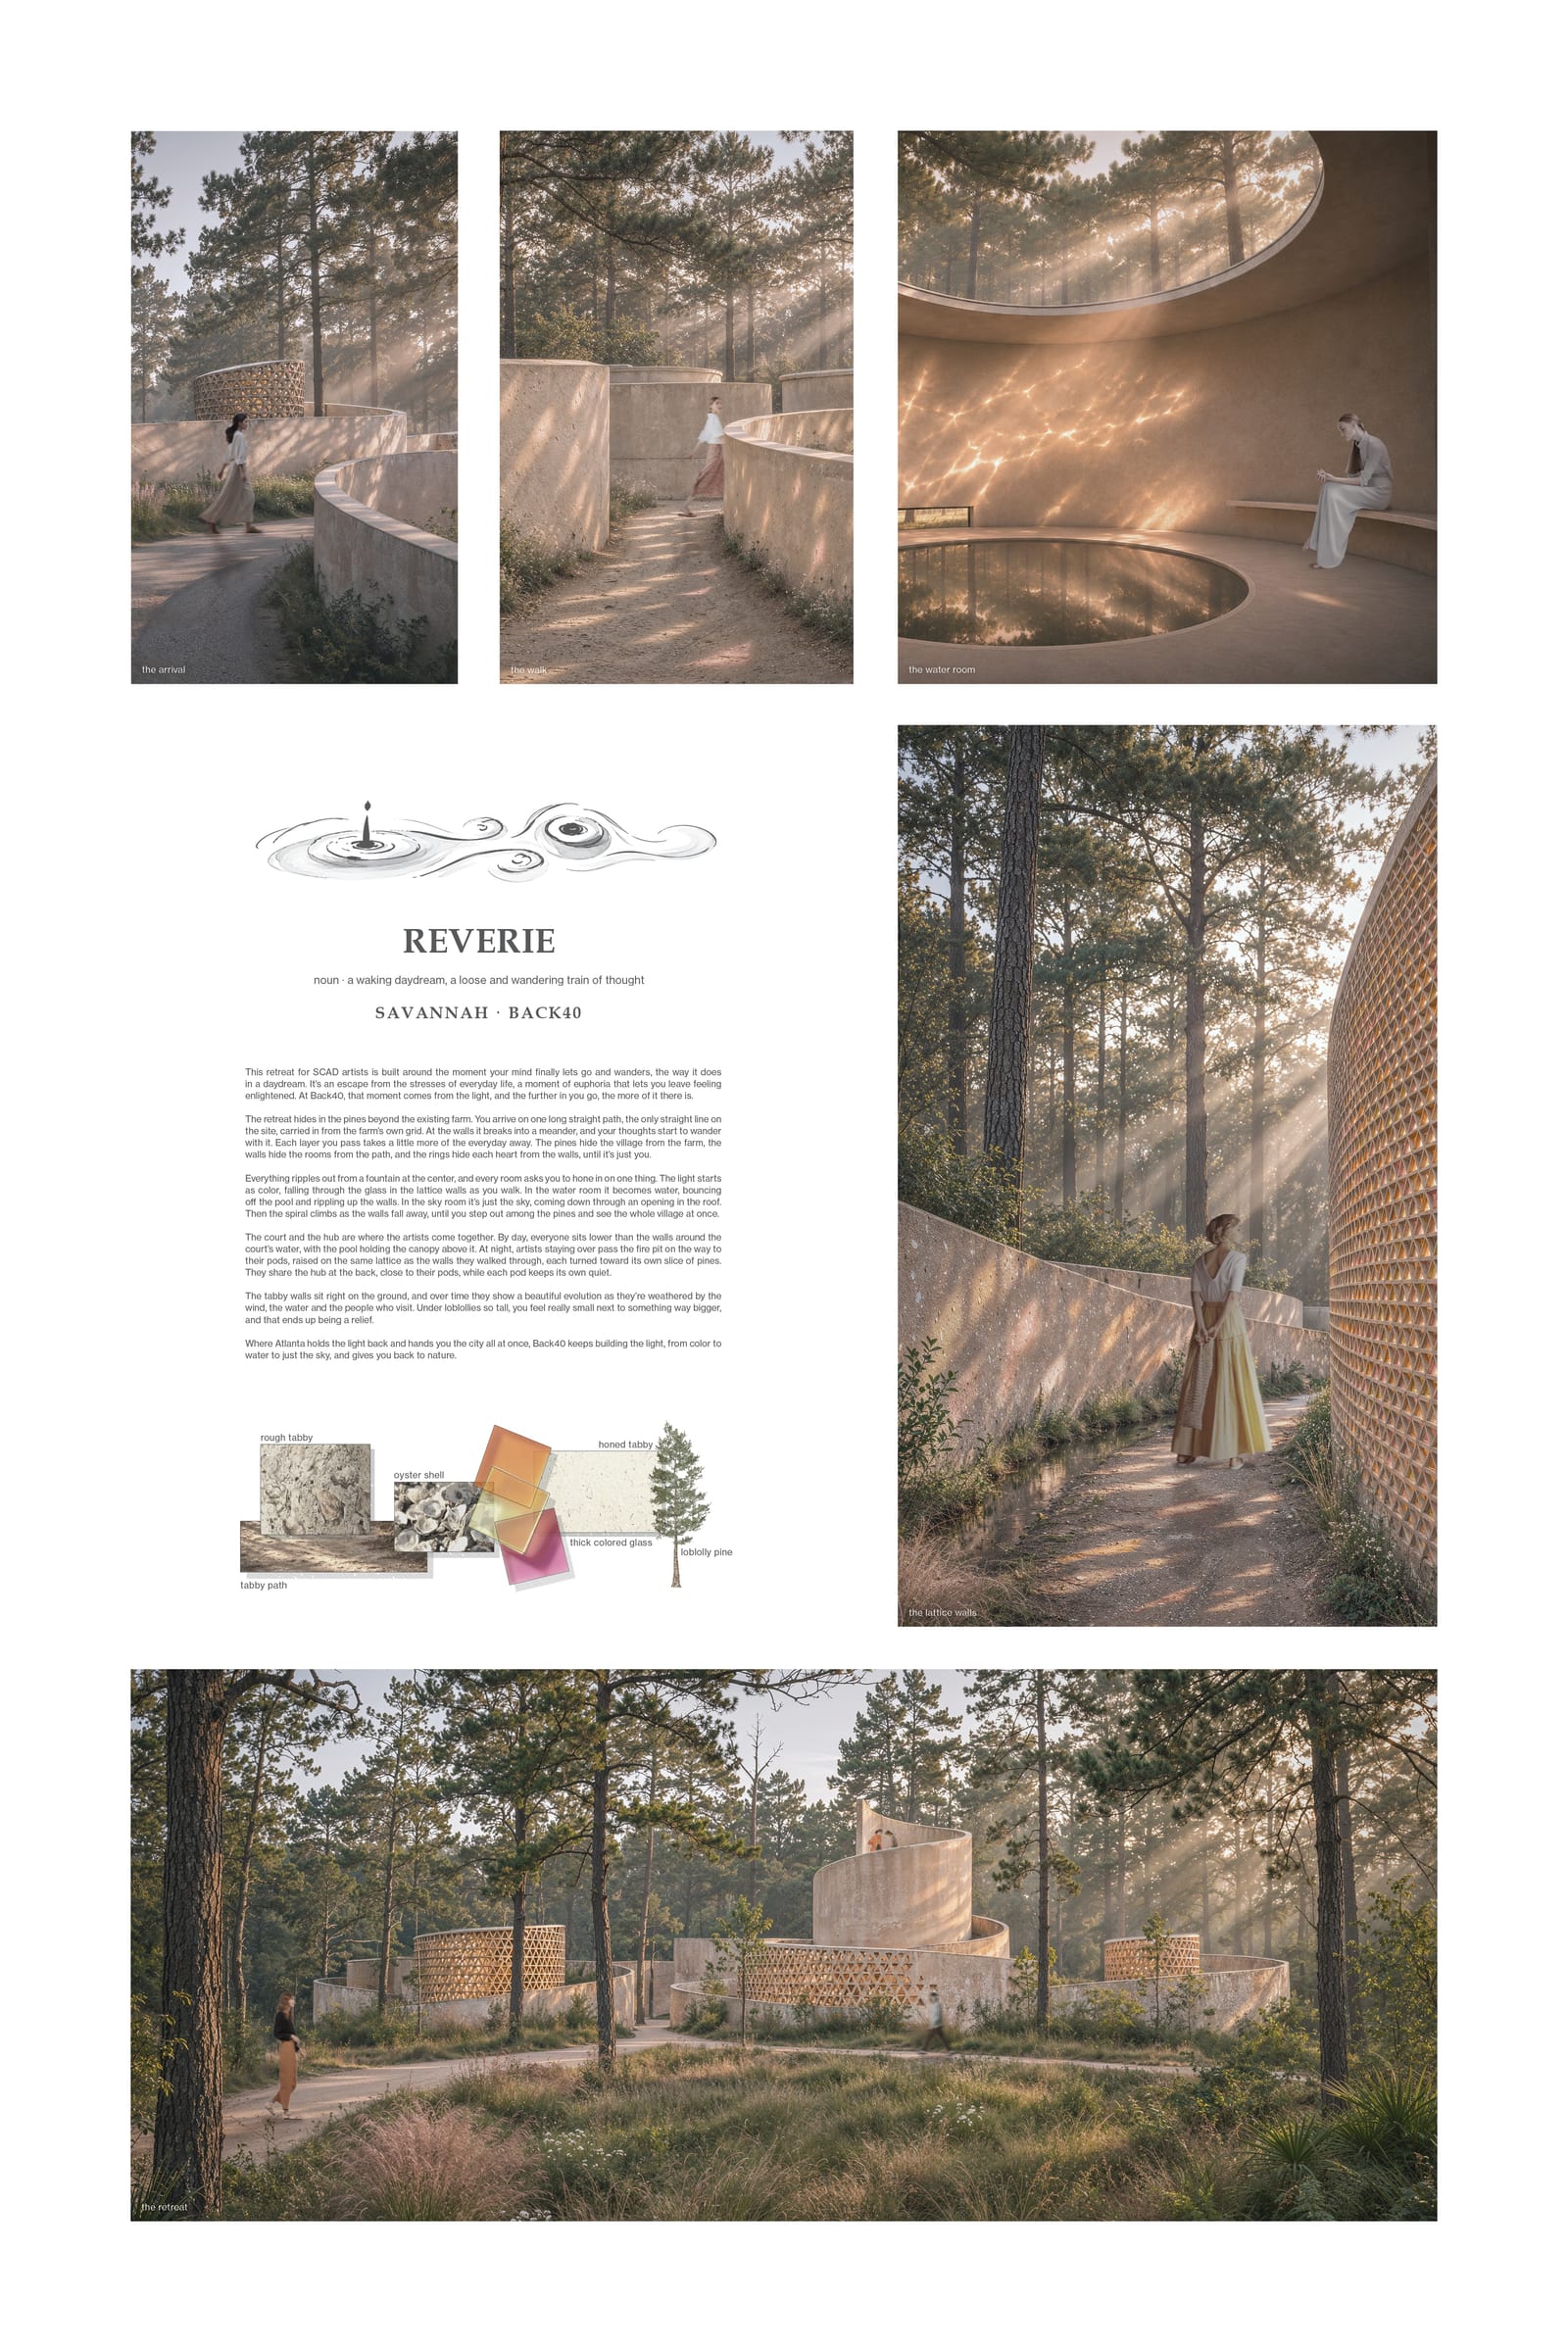 the arrival
the walk
the water room
REVERIE
noun · a waking daydream, a loose and wandering train of thought
SAVANNAH · BACK40
This retreat for SCAD artists is built around the moment your mind finally lets go and wanders, the way it does
in a daydream. It's an escape from the stresses of everyday life, a moment of euphoria that lets you leave feeling
enlightened. At Back40, that moment comes from the light, and the further in you go, the more of it there is.
The retreat hides in the pines beyond the existing farm. You arrive on one long straight path, the only straight line on
the site, carried in from the farm's own grid. At the walls it breaks into a meander, and your thoughts start to wander
with it. Each layer you pass takes a little more of the everyday away. The pines hide the village from the farm, the
walls hide the rooms from the path, and the rings hide each heart from the walls, until it's just you.
Everything ripples out from a fountain at the center, and every room asks you to hone in on one thing. The light starts
as color, falling through the glass in the lattice walls as you walk. In the water room it becomes water, bouncing
off the pool and rippling up the walls. In the sky room it's just the sky, coming down through an opening in the roof.
Then the spiral climbs as the walls fall away, until you step out among the pines and see the whole village at once.
The court and the hub are where the artists come together. By day, everyone sits lower than the walls around the
court's water, with the pool holding the canopy above it. At night, artists staying over pass the fire pit on the way to
their pods, raised on the same lattice as the walls they walked through, each turned toward its own slice of pines.
They share the hub at the back, close to their pods, while each pod keeps its own quiet.
The tabby walls sit right on the ground, and over time they show a beautiful evolution as they're weathered by the
wind, the water and the people who visit. Under loblollies so tall, you feel really small next to something way bigger,
and that ends up being a relief.
Where Atlanta holds the light back and hands you the city all at once, Back40 keeps building the light, from color to
water to just the sky, and gives you back to nature.
rough tabby
oyster shell
honed tabby
thick colored glass
loblolly pine
tabby path
the lattice walls
the retreat